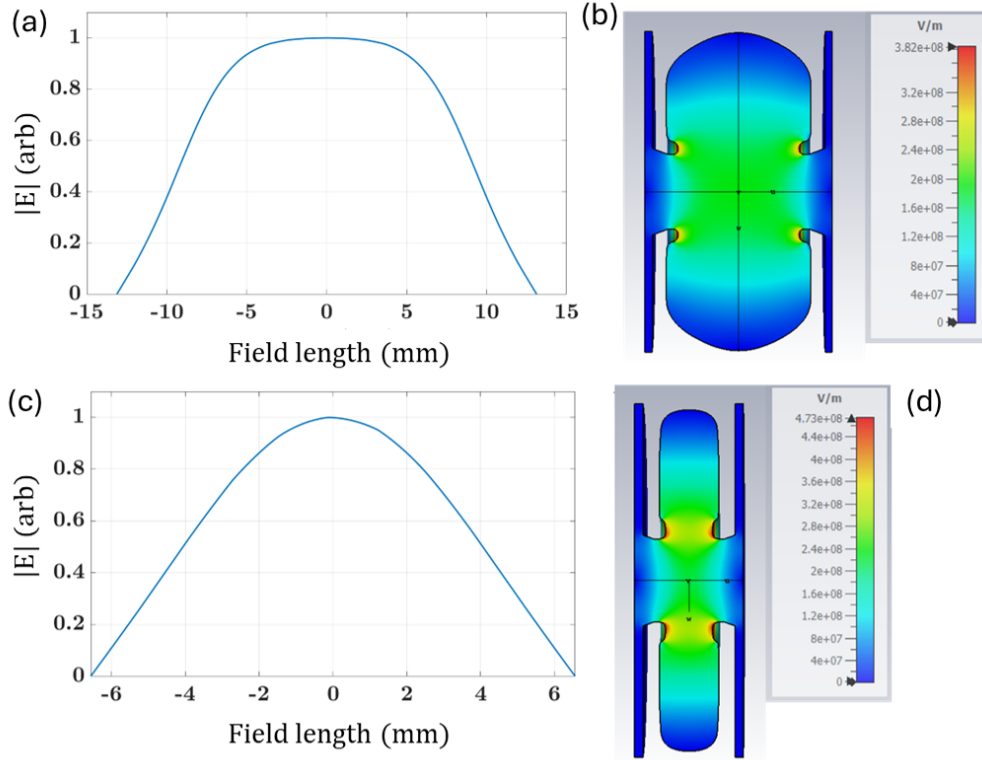 (a)
1
0.8
0.6
0.4
0.2
0
|E| (arb)
-15 -10 -5 0 5 10 15
Field length (mm)
(b)
V/m
3.82e+08
3.2e+08
2.8e+08
2.4e+08
2e+08
1.6e+08
1.2e+08
8e+07
4e+07
0
(c)
1
0.8
0.6
0.4
0.2
0
|E| (arb)
-6 -4 -2 0 2 4 6
Field length (mm)
(d)
V/m
4.73e+08
4.4e+08
4e+08
3.6e+08
3.2e+08
2.8e+08
2.4e+08
2e+08
1.6e+08
1.2e+08
8e+07
4e+07
0